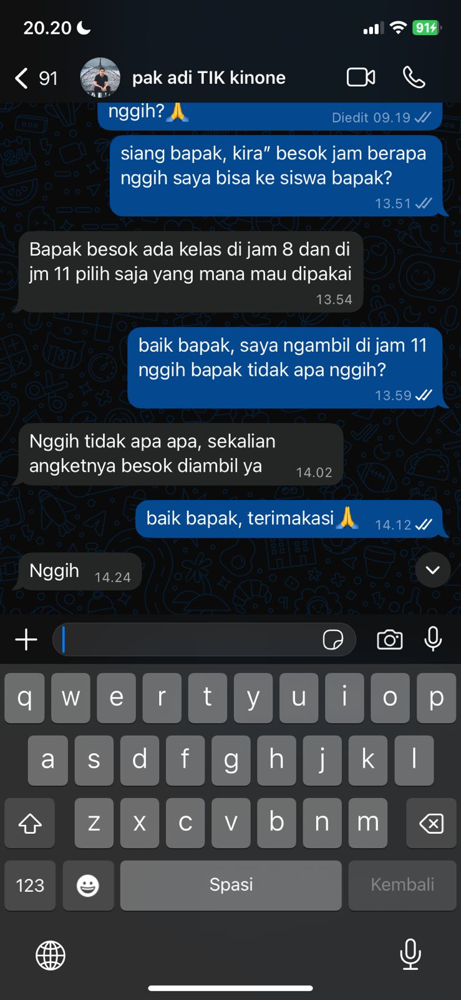 20.20
91
91
pak adi TIK kinone
nggih?🙏
Diedit 09.19
siang bapak, kira” besok jam berapa
nggih saya bisa ke siswa bapak?
13.51
Bapak besok ada kelas di jam 8 dan di
jm 11 pilih saja yang mana mau dipakai
13.54
baik bapak, saya ngambil di jam 11
nggih bapak tidak apa nggih?
13.59
Nggih tidak apa apa, sekalian
angketnya besok diambil ya
14.02
baik bapak, terimakasi🙏
14.12
Nggih
14.24
q w e r t y u i o p
a s d f g h j k l
z x c v b n m
123
Spasi
Kembali